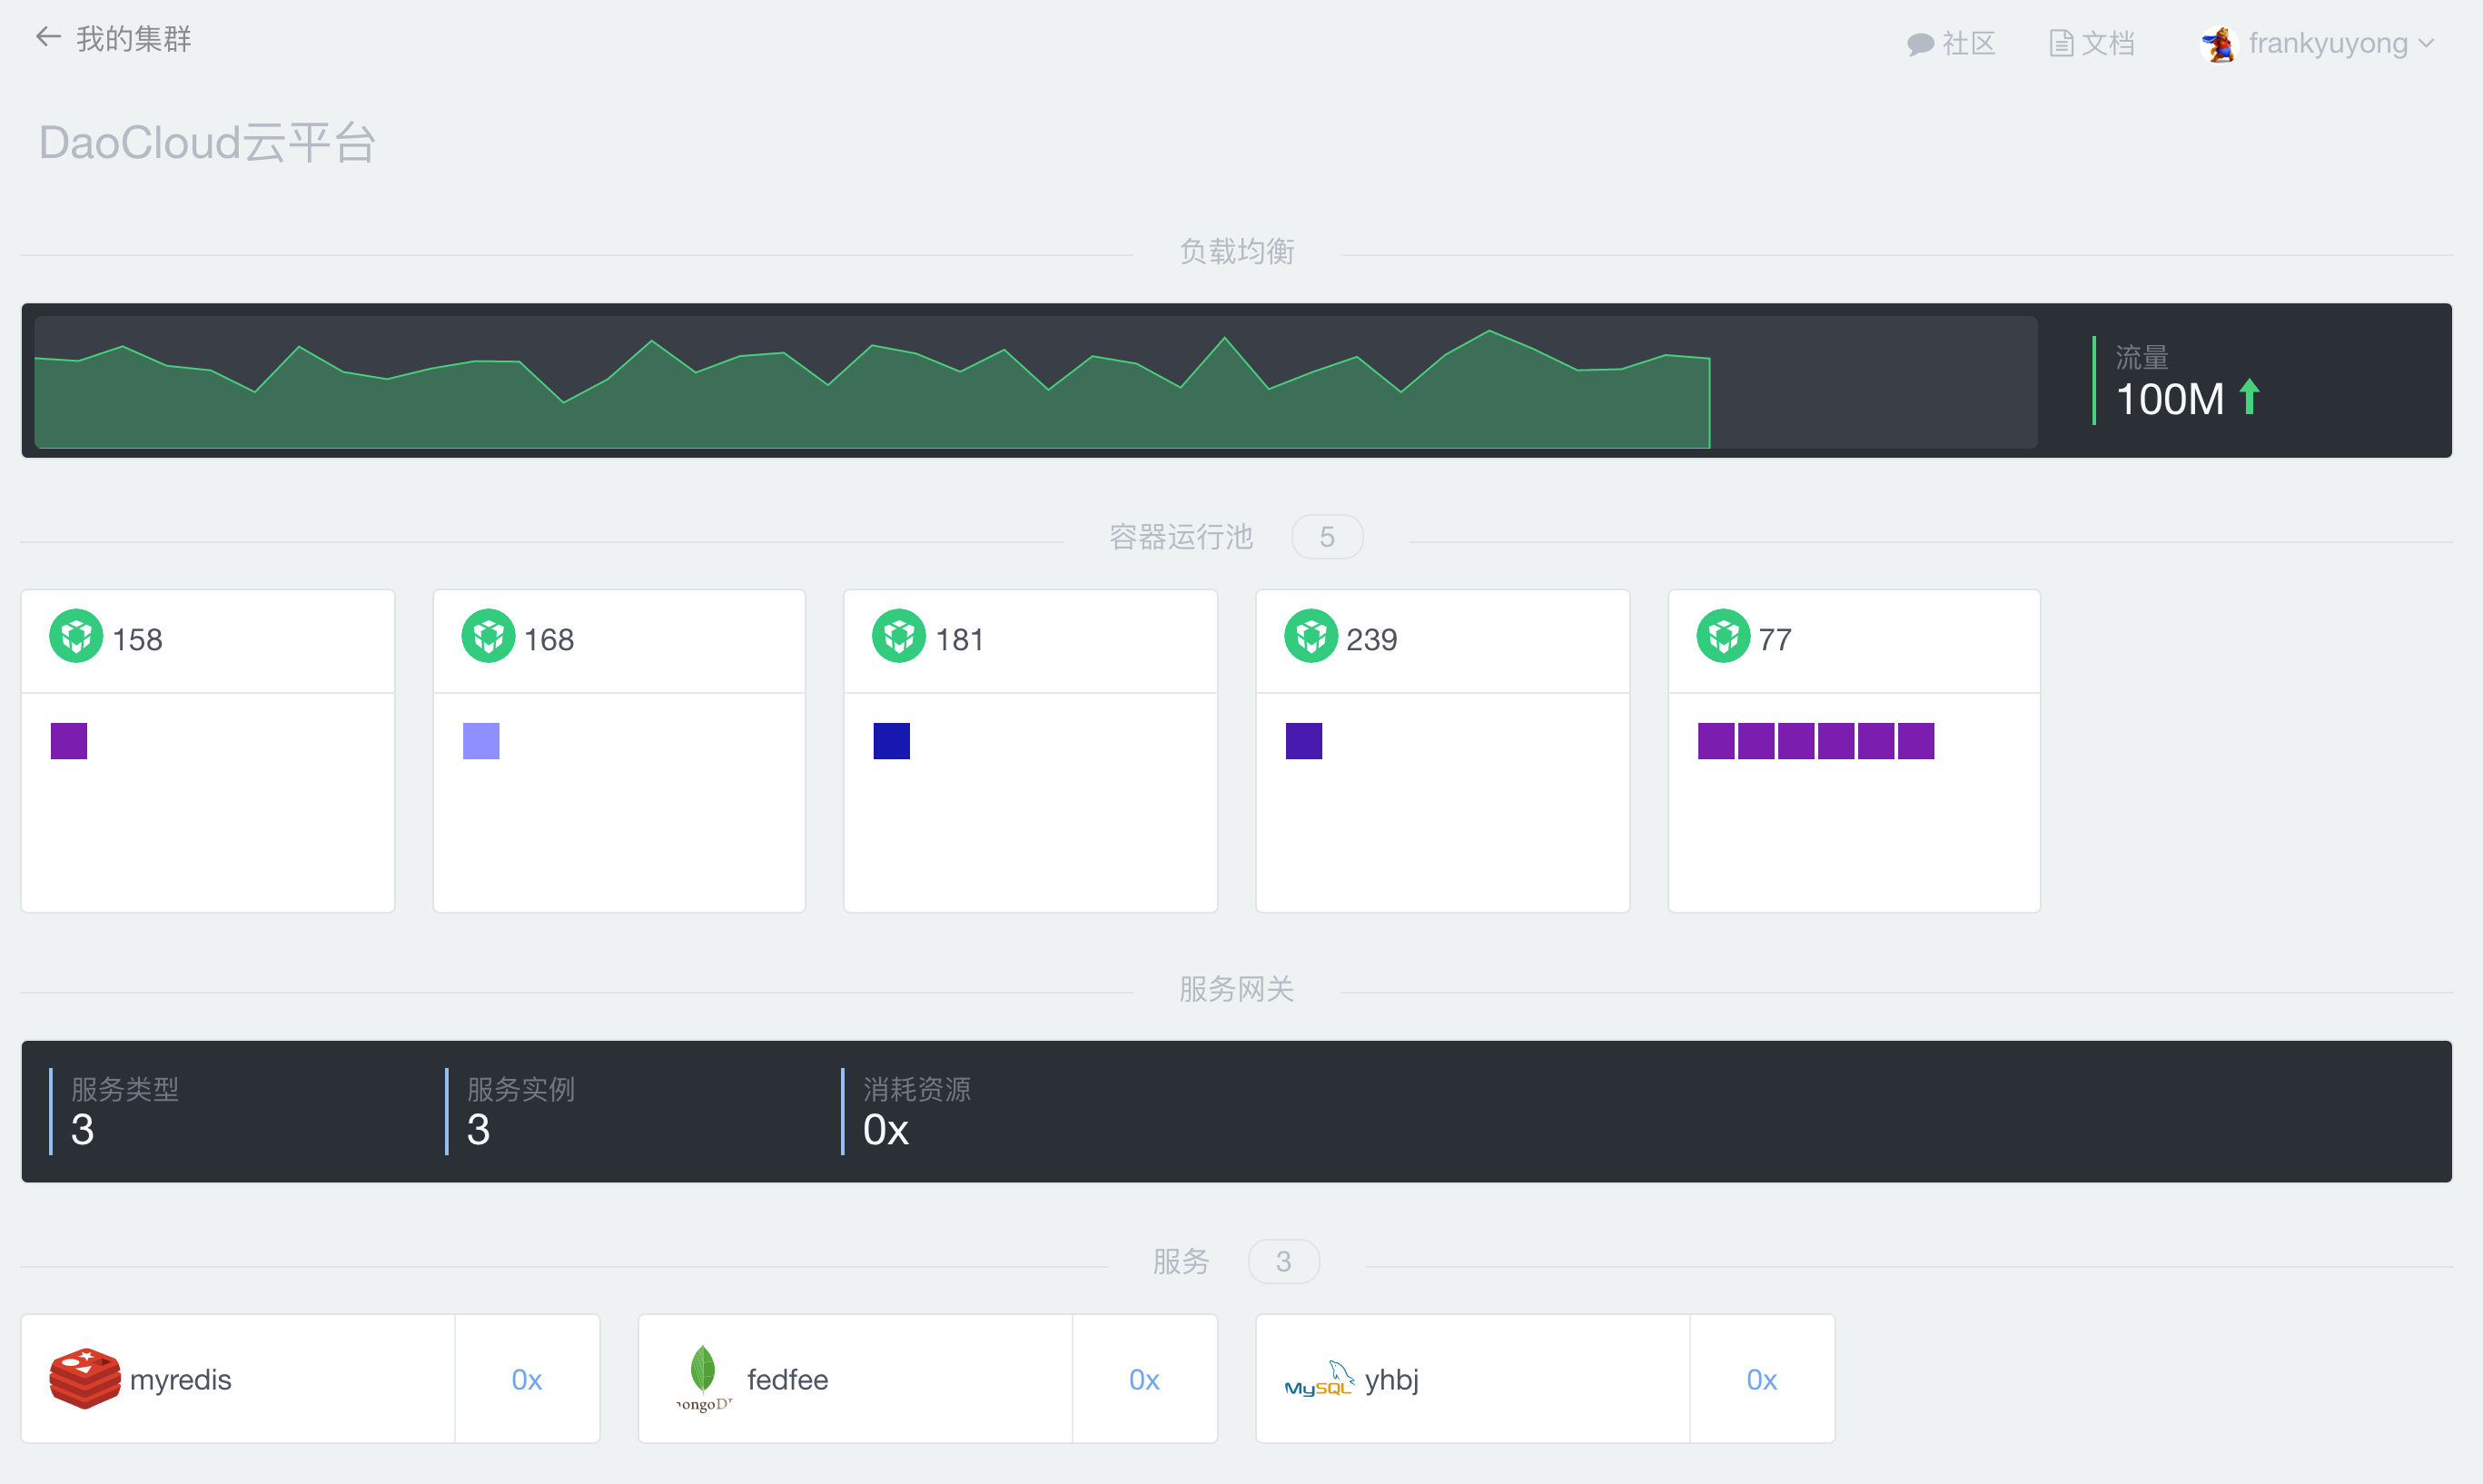 我的集群
社区 文档 frankyuyong
DaoCloud云平台
负载均衡
流量
100M
容器运行池 5
158
168
181
239
77
服务网关
服务类型
3
服务实例
3
消耗资源
0x
服务 3
myredis 0x
mongoDB fedfee 0x
MySQL yhbj 0x